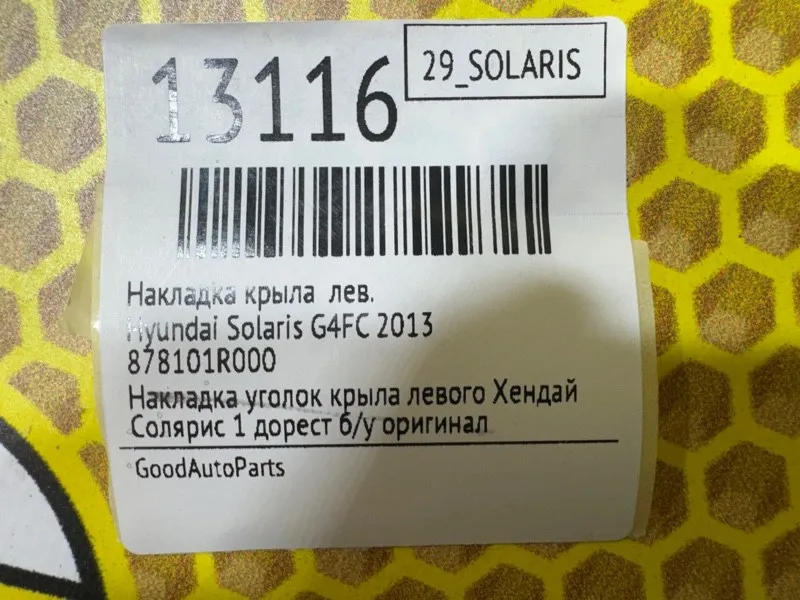 13116
29_SOLARIS
Накладка крыла лев.
Hyundai Solaris G4FC 2013
878101R000
Накладка уголок крыла левого Хендай
Солярис 1 дорест б/у оригинал
GoodAutoParts